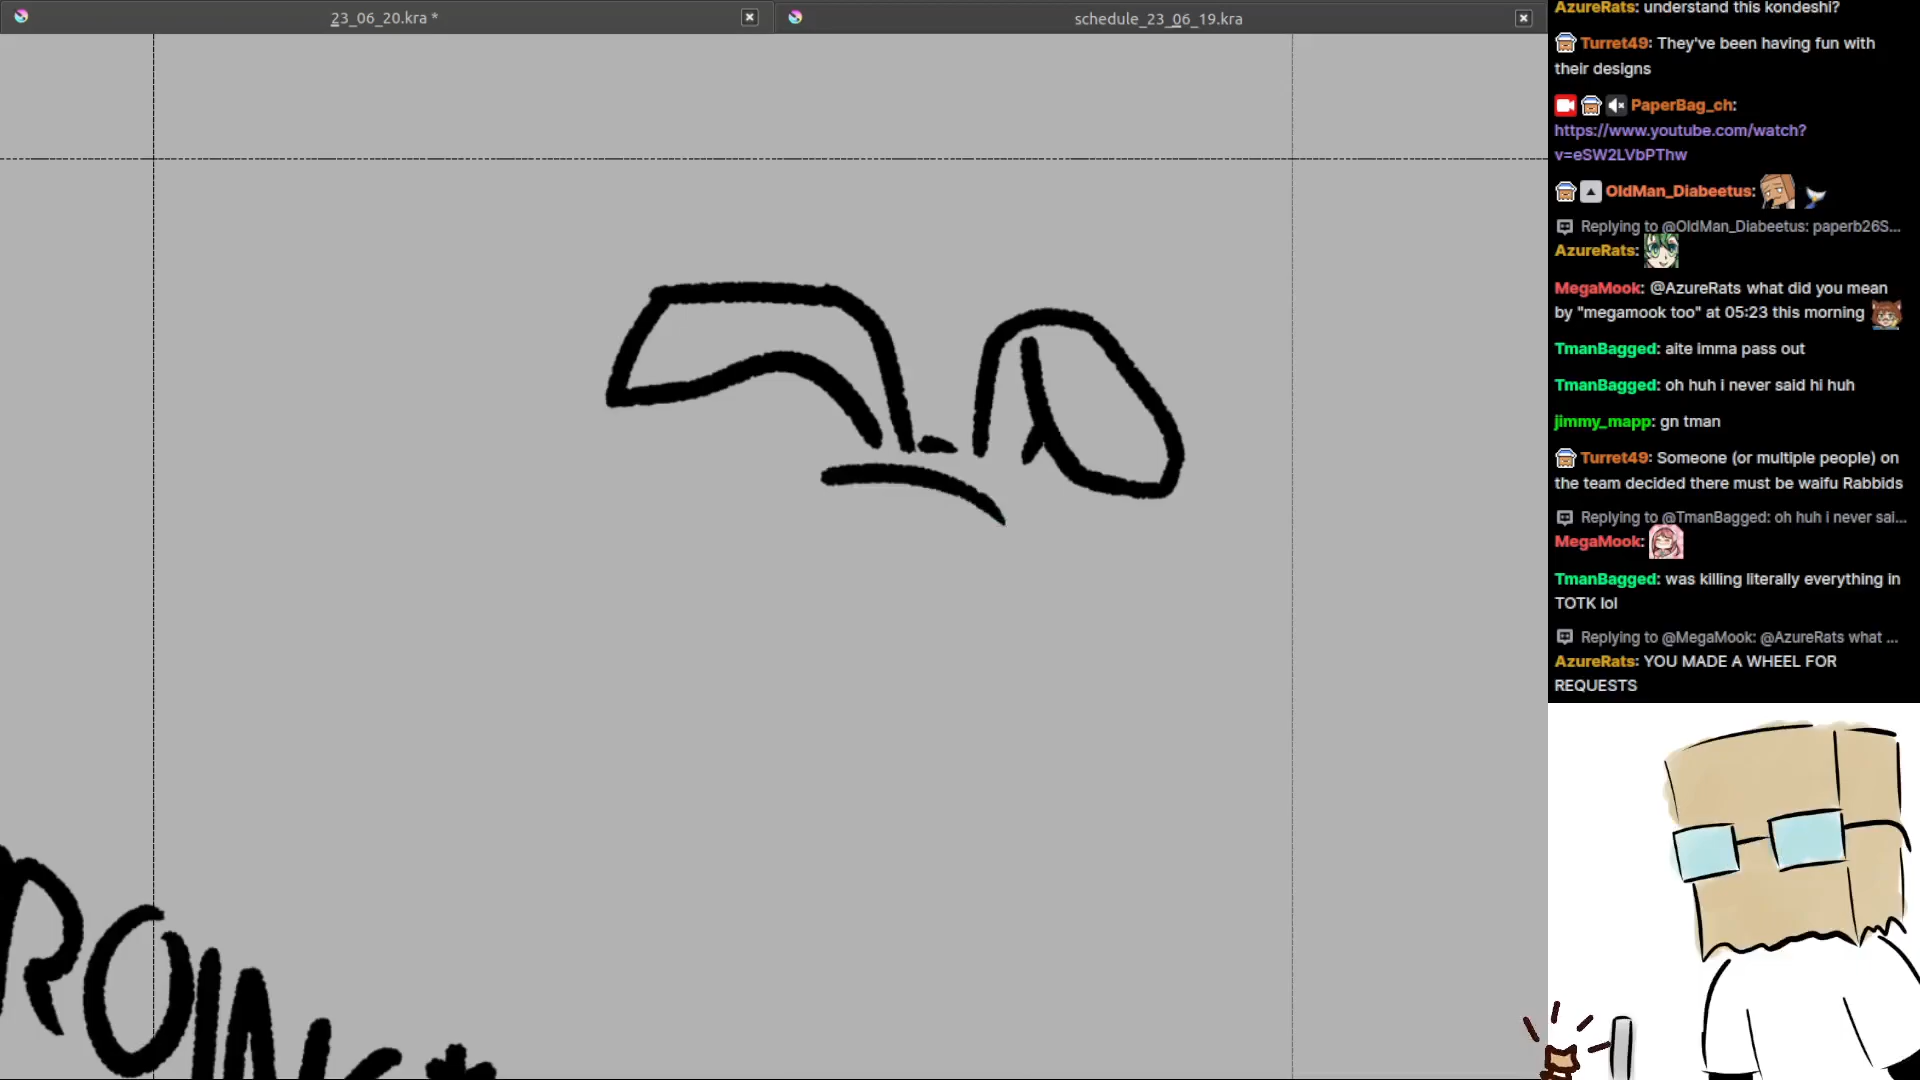 23_06_20.kra *
schedule_23_06_19.kra
AzureRats: understand this kondeshi?
Turret49: They've been having fun with
their designs
PaperBag_ch:
https://www.youtube.com/watch?
v=eSW2LVbPThw
OldMan_Diabeetus:
Replying to @OldMan_Diabeetus: paperb26S...
AzureRats:
MegaMook: @AzureRats what did you mean
by "megamook too" at 05:23 this morning
TmanBagged: aite imma pass out
TmanBagged: oh huh i never said hi huh
jimmy_mapp: gn tman
Turret49: Someone (or multiple people) on
the team decided there must be waifu Rabbids
Replying to @TmanBagged: oh huh i never sai...
MegaMook:
TmanBagged: was killing literally everything in
TOTK lol
Replying to @MegaMook: @AzureRats what ...
AzureRats: YOU MADE A WHEEL FOR
REQUESTS
ROING*